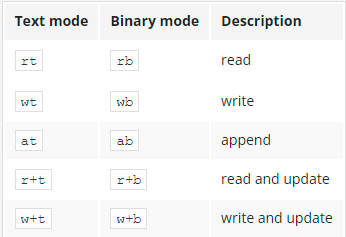 Text mode Binary mode Description
rt rb read
wt wb write
at ab append
r+t r+b read and update
w+t w+b write and update